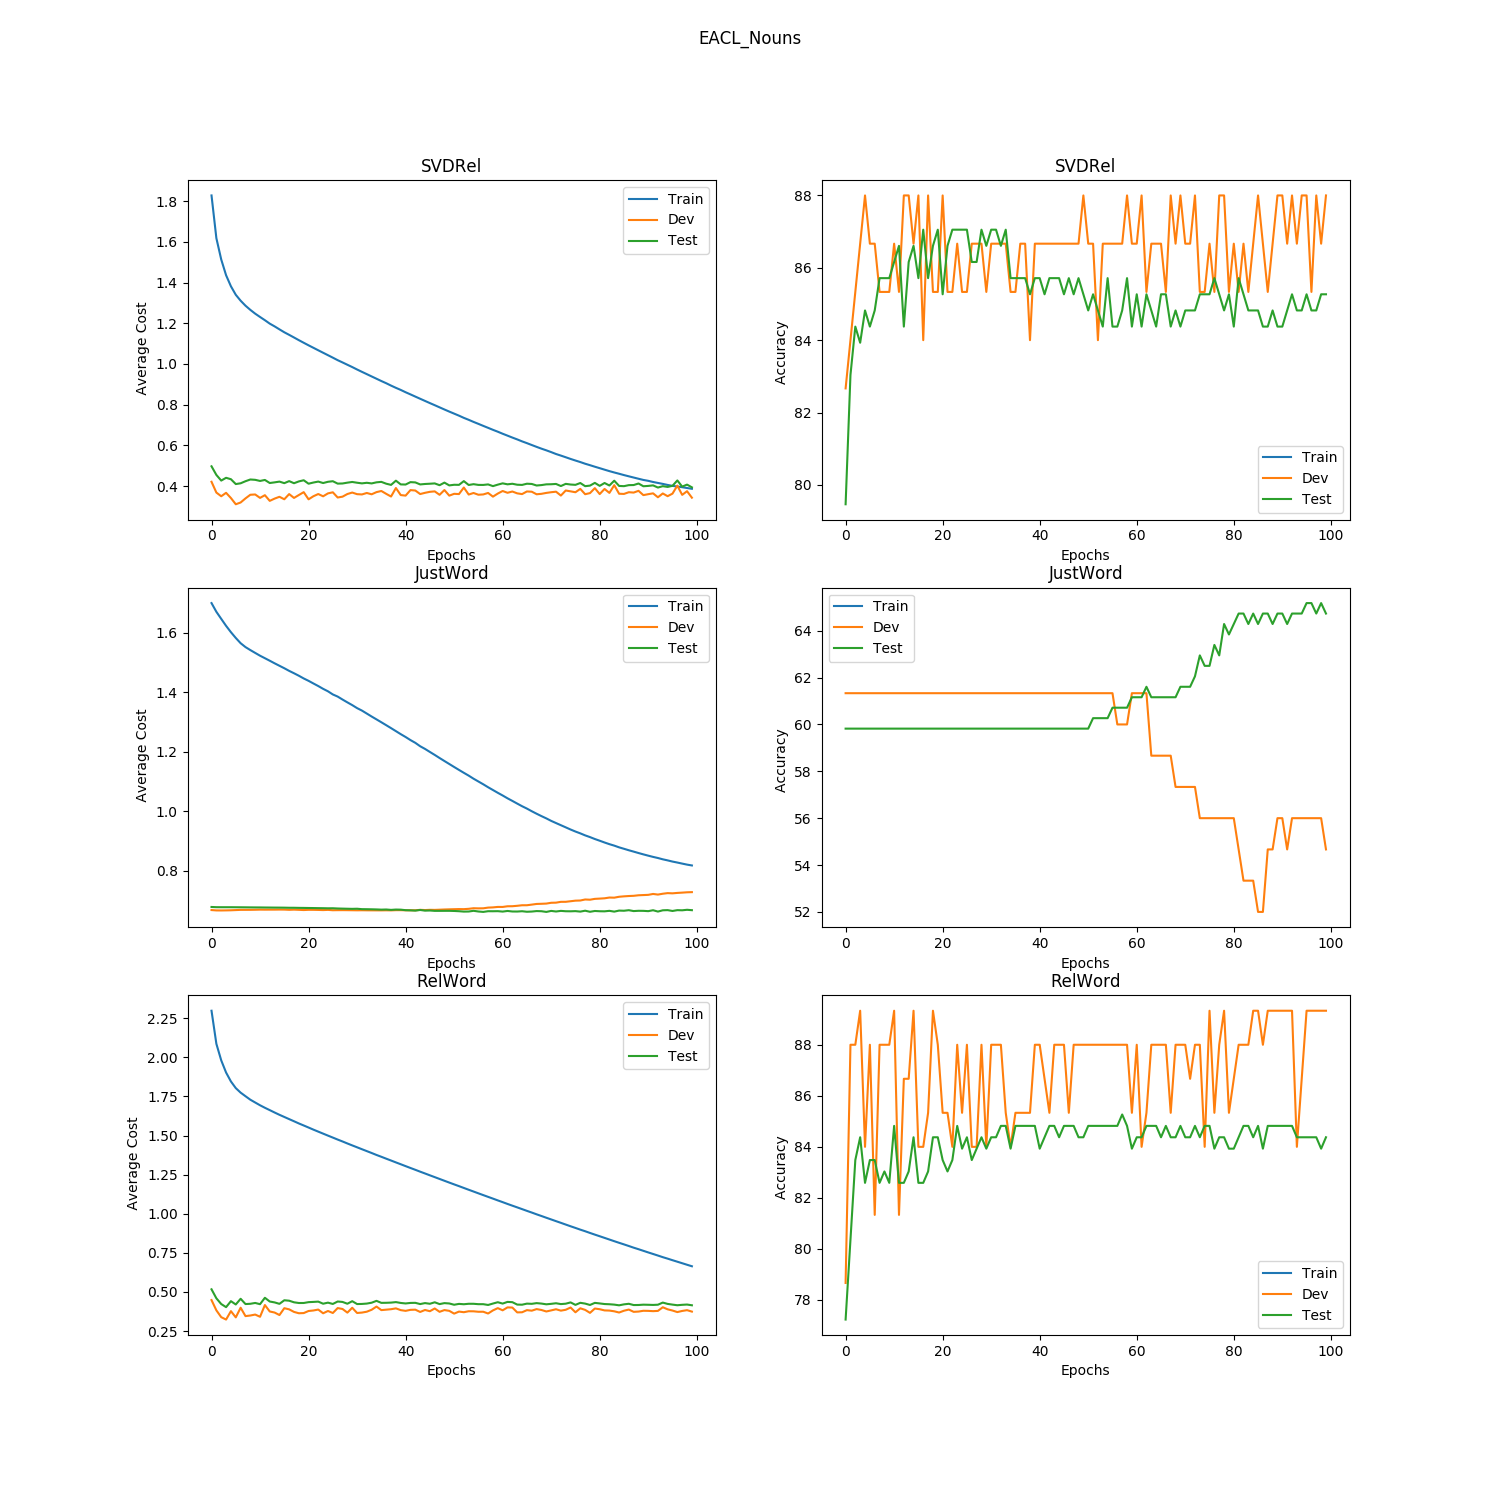 EACL_Nouns
SVDRel
Average Cost
1.8
1.6
1.4
1.2
1.0
0.8
0.6
0.4
0 20 40 60 80 100
Epochs
Train
Dev
Test
SVDRel
Accuracy
88
86
84
82
80
0 20 40 60 80 100
Epochs
Train
Dev
Test
JustWord
Average Cost
1.6
1.4
1.2
1.0
0.8
0 20 40 60 80 100
Epochs
Train
Dev
Test
JustWord
Accuracy
64
62
60
58
56
54
52
0 20 40 60 80 100
Epochs
Train
Dev
Test
RelWord
Average Cost
2.25
2.00
1.75
1.50
1.25
1.00
0.75
0.50
0.25
0 20 40 60 80 100
Epochs
Train
Dev
Test
RelWord
Accuracy
88
86
84
82
80
78
0 20 40 60 80 100
Epochs
Train
Dev
Test